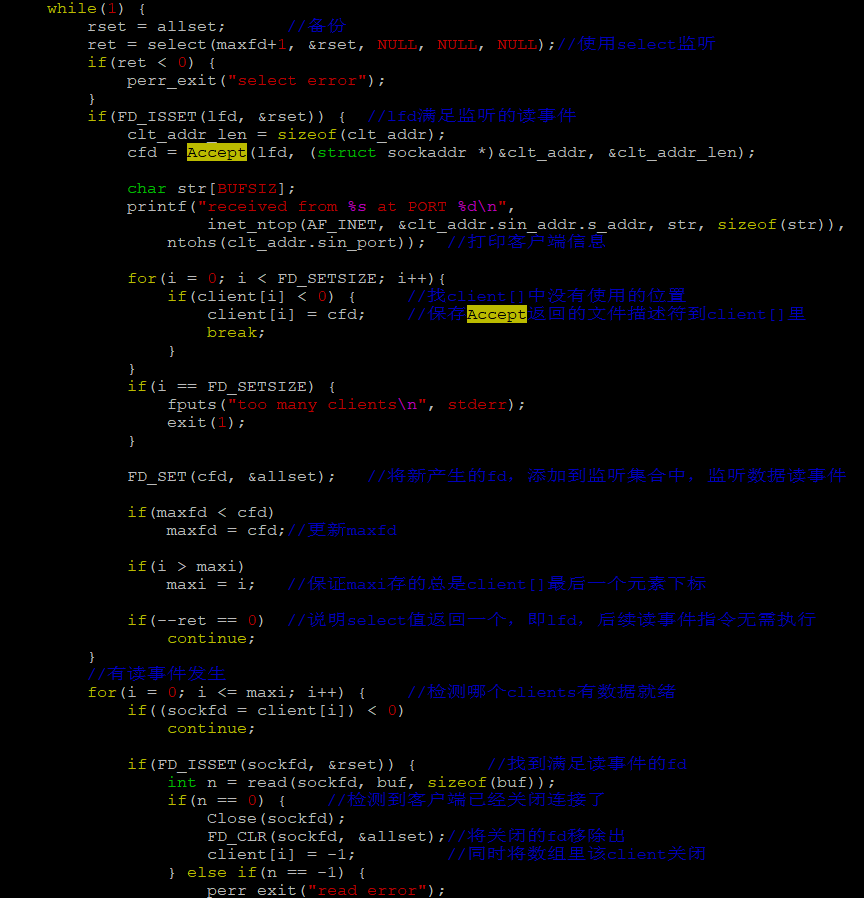 while(1) {
rset = allset;      //备份
ret = select(maxfd+1, &rset, NULL, NULL, NULL);//使用select监听
if(ret < 0) {
perr_exit("select error");
}
if(FD_ISSET(lfd, &rset)) {  //lfd满足监听的读事件
clt_addr_len = sizeof(clt_addr);
cfd = Accept(lfd, (struct sockaddr *)&clt_addr, &clt_addr_len);
char str[BUFSIZ];
printf("received from %s at PORT %d\n",
inet_ntop(AF_INET, &clt_addr.sin_addr.s_addr, str, sizeof(str)),
ntohs(clt_addr.sin_port));  //打印客户端信息
for(i = 0; i < FD_SETSIZE; i++){
if(client[i] < 0) {     //找client[]中没有使用的位置
client[i] = cfd;    //保存Accept返回的文件描述符到client[]里
break;
}
}
if(i == FD_SETSIZE) {
fputs("too many clients\n", stderr);
exit(1);
}
FD_SET(cfd, &allset);   //将新产生的fd，添加到监听集合中，监听数据读事件
if(maxfd < cfd)
maxfd = cfd;//更新maxfd
if(i > maxi)
maxi = i;   //保证maxi存的总是client[]最后一个元素下标
if(--ret == 0)  //说明select值返回一个，即lfd，后续读事件指令无需执行
continue;
}
//有读事件发生
for(i = 0; i <= maxi; i++) {    //检测哪个clients有数据就绪
if((sockfd = client[i]) < 0)
continue;
if(FD_ISSET(sockfd, &rset)) {       //找到满足读事件的fd
int n = read(sockfd, buf, sizeof(buf));
if(n == 0) {    //检测到客户端已经关闭连接了
Close(sockfd);
FD_CLR(sockfd, &allset);//将关闭的fd移除出
client[i] = -1;         //同时将数组里该client关闭
} else if(n == -1) {
perr_exit("read error");